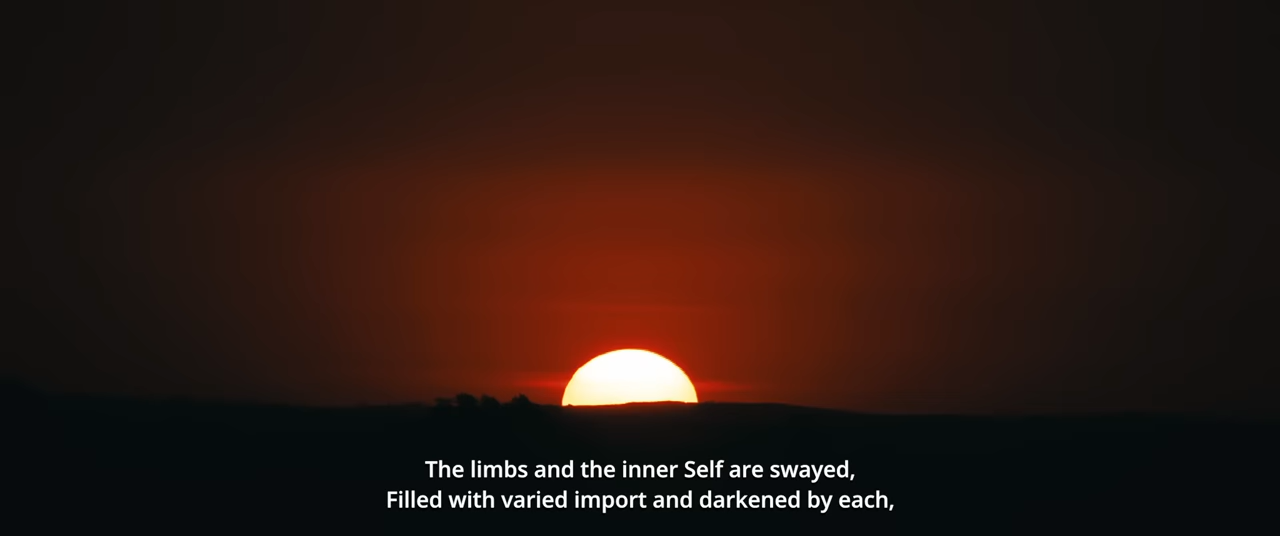 The limbs and the inner Self are swayed,
Filled with varied import and darkened by each,